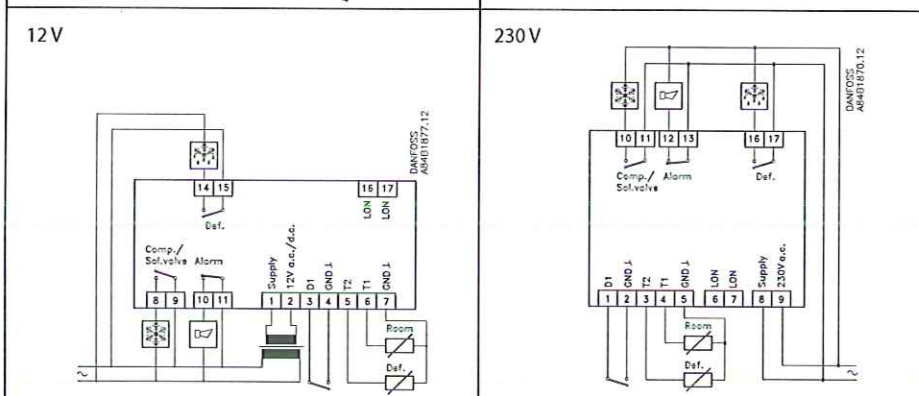 12 V
DANFOSS
A84B1877.12
14 15
Def.
16 17
LON LON
Comp./
Sol.valve Alarm
8 9 10 11
Supply
12V a.c./d.c.
D1
GND ⊥
T2
T1
GND ⊥
1 2 3 4 5 6 7
Room
Def.
~
230 V
DANFOSS
A84B1870.12
10 11 12 13 16 17
Comp./
Sol.valve Alarm
Def.
D1
GND ⊥
T2
T1
GND ⊥
LON
LON
Supply
230V a.c.
1 2 3 4 5 6 7 8 9
Room
Def.
~